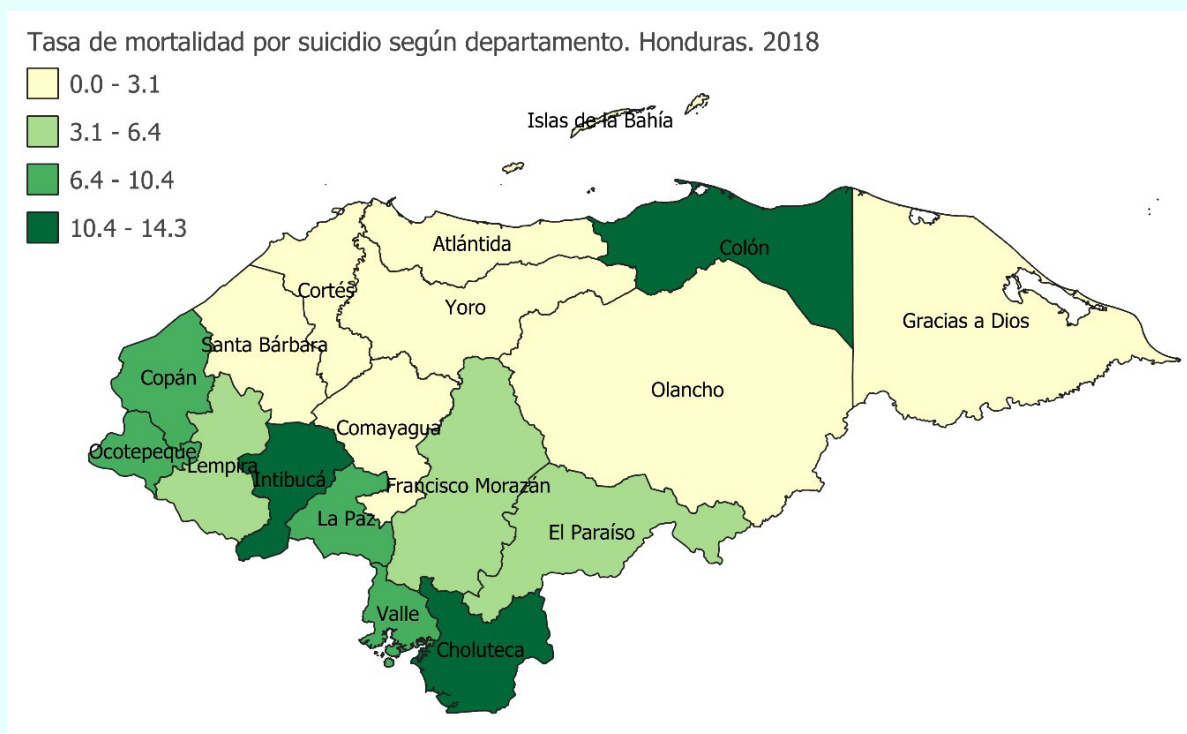 Tasa de mortalidad por suicidio según departamento. Honduras. 2018
0.0 - 3.1
3.1 - 6.4
6.4 - 10.4
10.4 - 14.3
Islas de la Bahía
Atlántida
Colón
Cortés
Yoro
Gracias a Dios
Santa Bárbára
Copán
Olancho
Comayagua
Ocotepeque
Lempira
Intibucá
Francisco Morazán
La Paz
El Paraíso
Valle
Choluteca